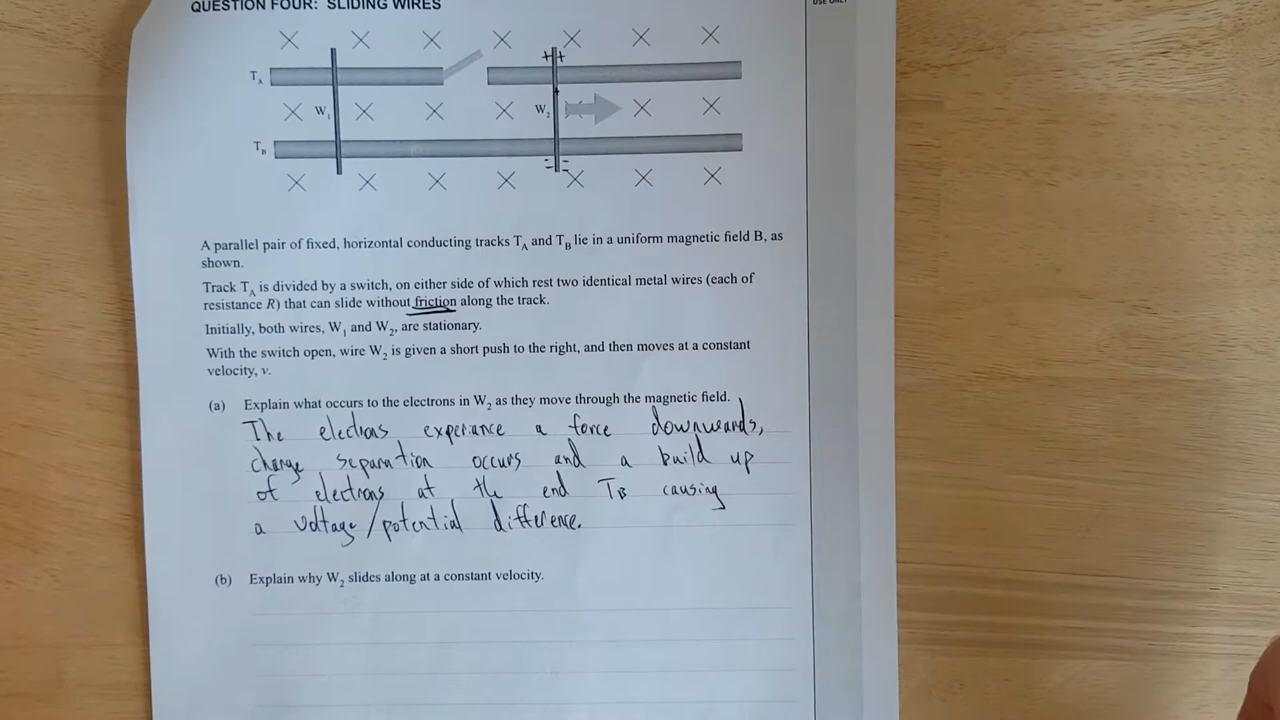 QUESTION FOUR: SLIDING WIRES
USE ONLY
++
T_A
W_1
W_2
T_B
A parallel pair of fixed, horizontal conducting tracks T_A and T_B lie in a uniform magnetic field B, as
shown.
Track T_A is divided by a switch, on either side of which rest two identical metal wires (each of
resistance R) that can slide without friction along the track.
Initially, both wires, W_1 and W_2, are stationary.
With the switch open, wire W_2 is given a short push to the right, and then moves at a constant
velocity, v.
(a) Explain what occurs to the electrons in W_2 as they move through the magnetic field.
The elections experiance a force downwards,
charge separation occurs and a build up
of electrons at the end T_B causing
a voltage/potential difference.
(b) Explain why W_2 slides along at a constant velocity.